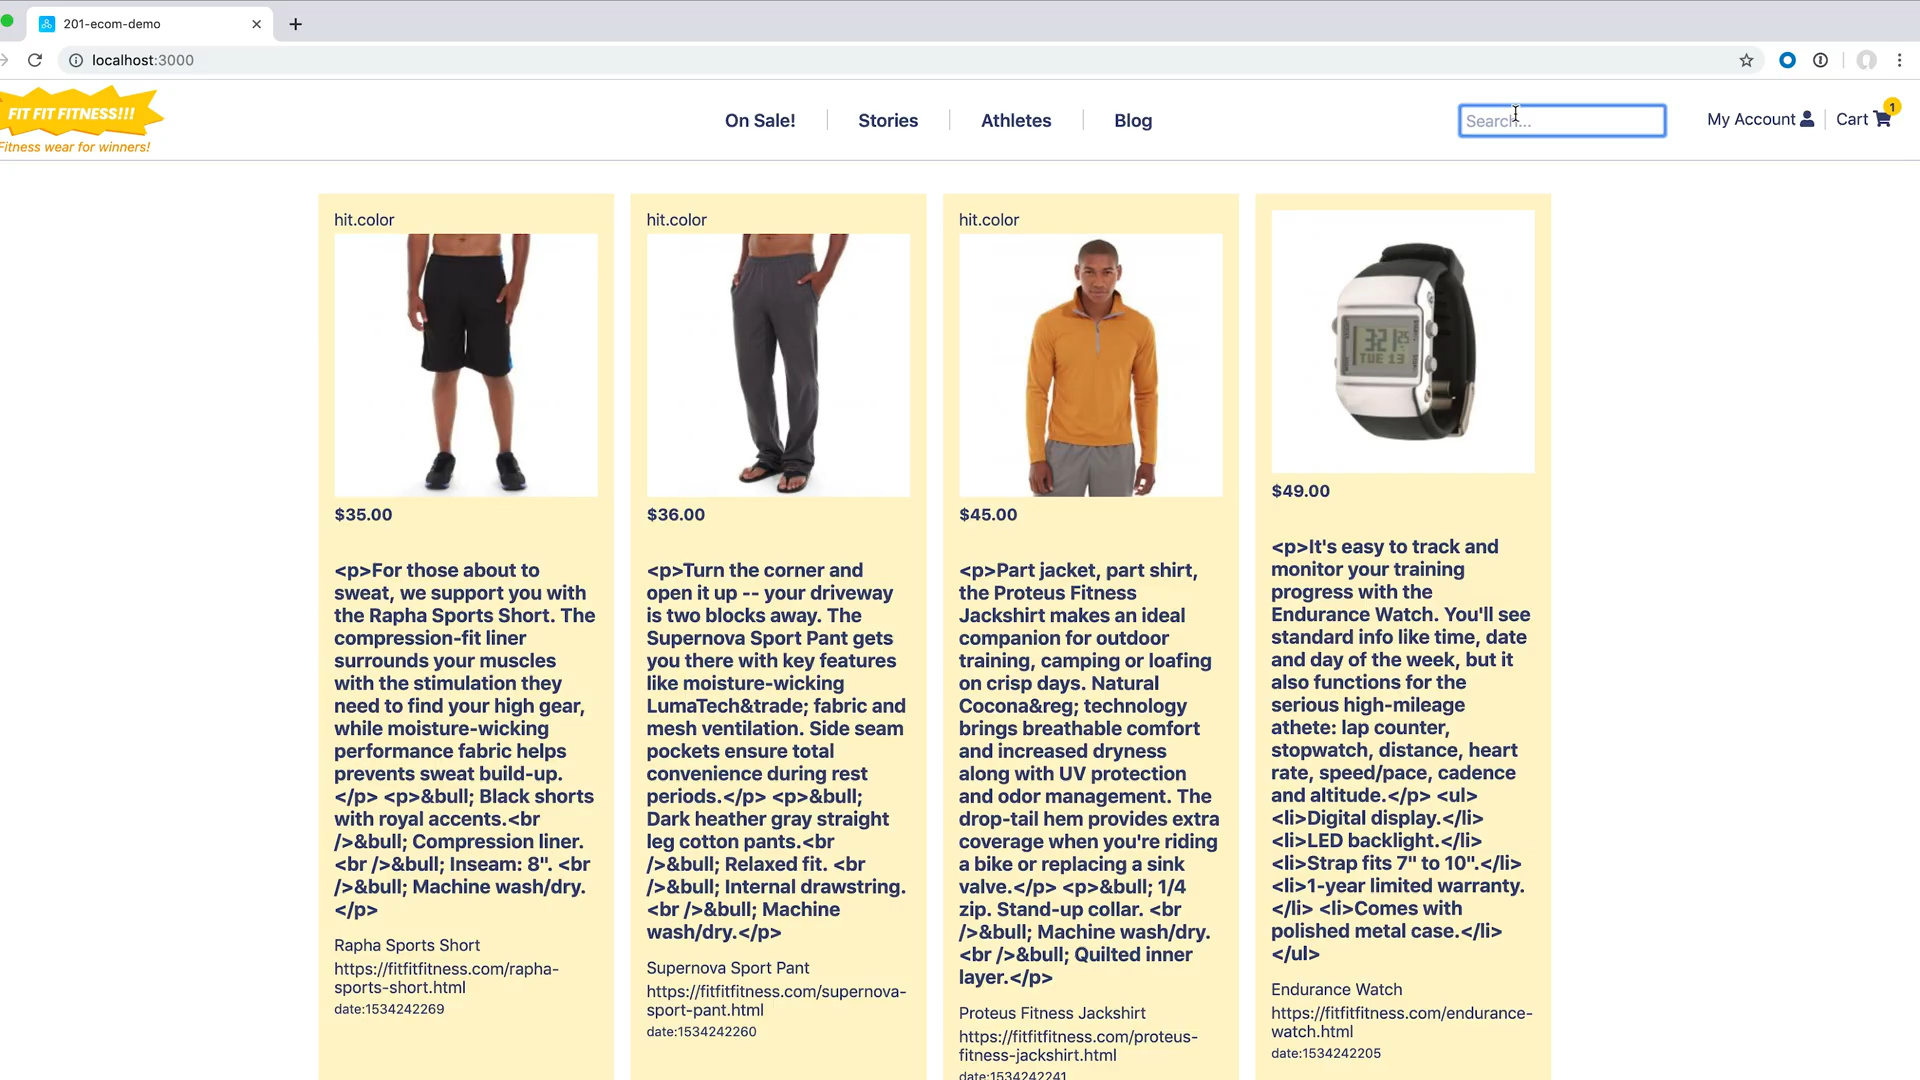 201-ecom-demo
localhost:3000
FIT FIT FITNESS!!!
Fitness wear for winners!
On Sale!
Stories
Athletes
Blog
Search...
My Account
Cart
1
hit.color
$35.00
<p>For those about to
sweat, we support you with
the Rapha Sports Short. The
compression-fit liner
surrounds your muscles
with the stimulation they
need to find your high gear,
while moisture-wicking
performance fabric helps
prevents sweat build-up.
</p> <p>&bull; Black shorts
with royal accents.<br
/>&bull; Compression liner.
<br />&bull; Inseam: 8". <br
/>&bull; Machine wash/dry.
</p>
Rapha Sports Short
https://fitfitfitness.com/rapha-
sports-short.html
date:1534242269
hit.color
$36.00
<p>Turn the corner and
open it up -- your driveway
is two blocks away. The
Supernova Sport Pant gets
you there with key features
like moisture-wicking
LumaTech&trade; fabric and
mesh ventilation. Side seam
pockets ensure total
convenience during rest
periods.</p> <p>&bull;
Dark heather gray straight
leg cotton pants.<br
/>&bull; Relaxed fit. <br
/>&bull; Internal drawstring.
<br />&bull; Machine
wash/dry.</p>
Supernova Sport Pant
https://fitfitfitness.com/supernova-
sport-pant.html
date:1534242260
hit.color
$45.00
<p>Part jacket, part shirt,
the Proteus Fitness
Jackshirt makes an ideal
companion for outdoor
training, camping or loafing
on crisp days. Natural
Cocona&reg; technology
brings breathable comfort
and increased dryness
along with UV protection
and odor management. The
drop-tail hem provides extra
coverage when you're riding
a bike or replacing a sink
valve.</p> <p>&bull; 1/4
zip. Stand-up collar. <br
/>&bull; Machine wash/dry.
<br />&bull; Quilted inner
layer.</p>
Proteus Fitness Jackshirt
https://fitfitfitness.com/proteus-
fitness-jackshirt.html
date:1534242241
3:21 25
TUE 13
$49.00
<p>It's easy to track and
monitor your training
progress with the
Endurance Watch. You'll see
standard info like time, date
and day of the week, but it
also functions for the
serious high-mileage
athete: lap counter,
stopwatch, distance, heart
rate, speed/pace, cadence
and altitude.</p> <ul>
<li>Digital display.</li>
<li>LED backlight.</li>
<li>Strap fits 7" to 10".</li>
<li>1-year limited warranty.
</li> <li>Comes with
polished metal case.</li>
</ul>
Endurance Watch
https://fitfitfitness.com/endurance-
watch.html
date:1534242205